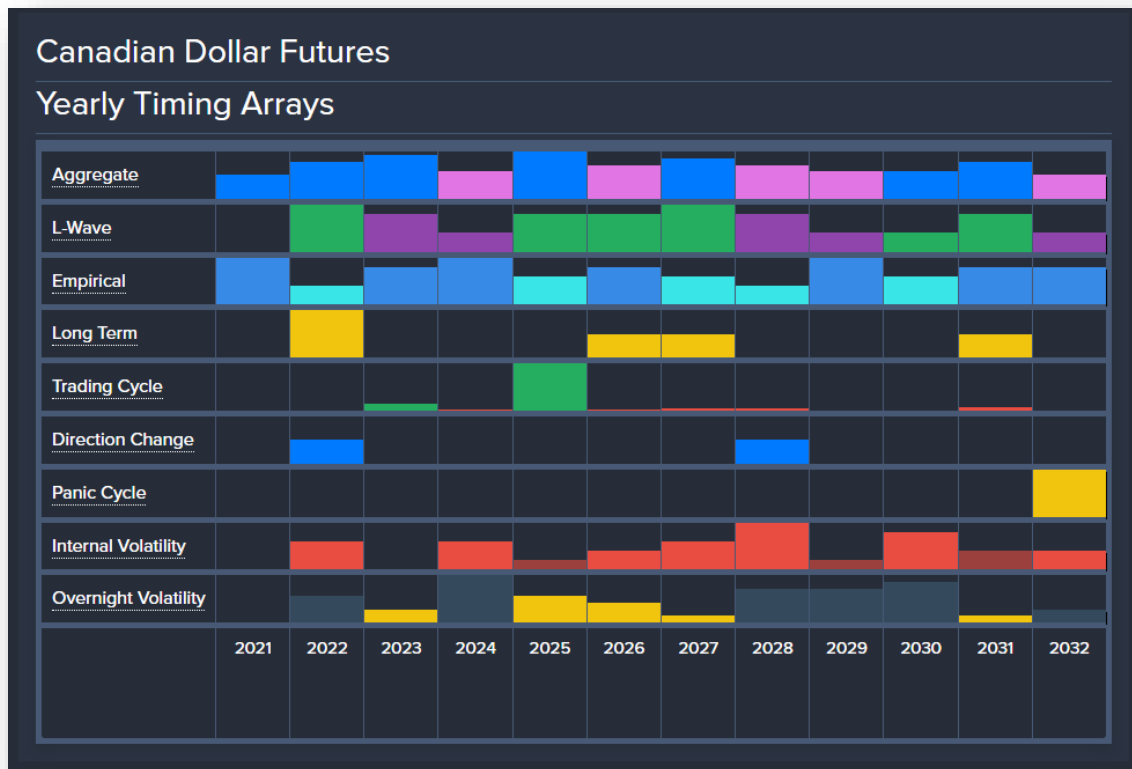 Canadian Dollar Futures
Yearly Timing Arrays
Aggregate
L-Wave
Empirical
Long Term
Trading Cycle
Direction Change
Panic Cycle
Internal Volatility
Overnight Volatility
2021 2022 2023 2024 2025 2026 2027 2028 2029 2030 2031 2032